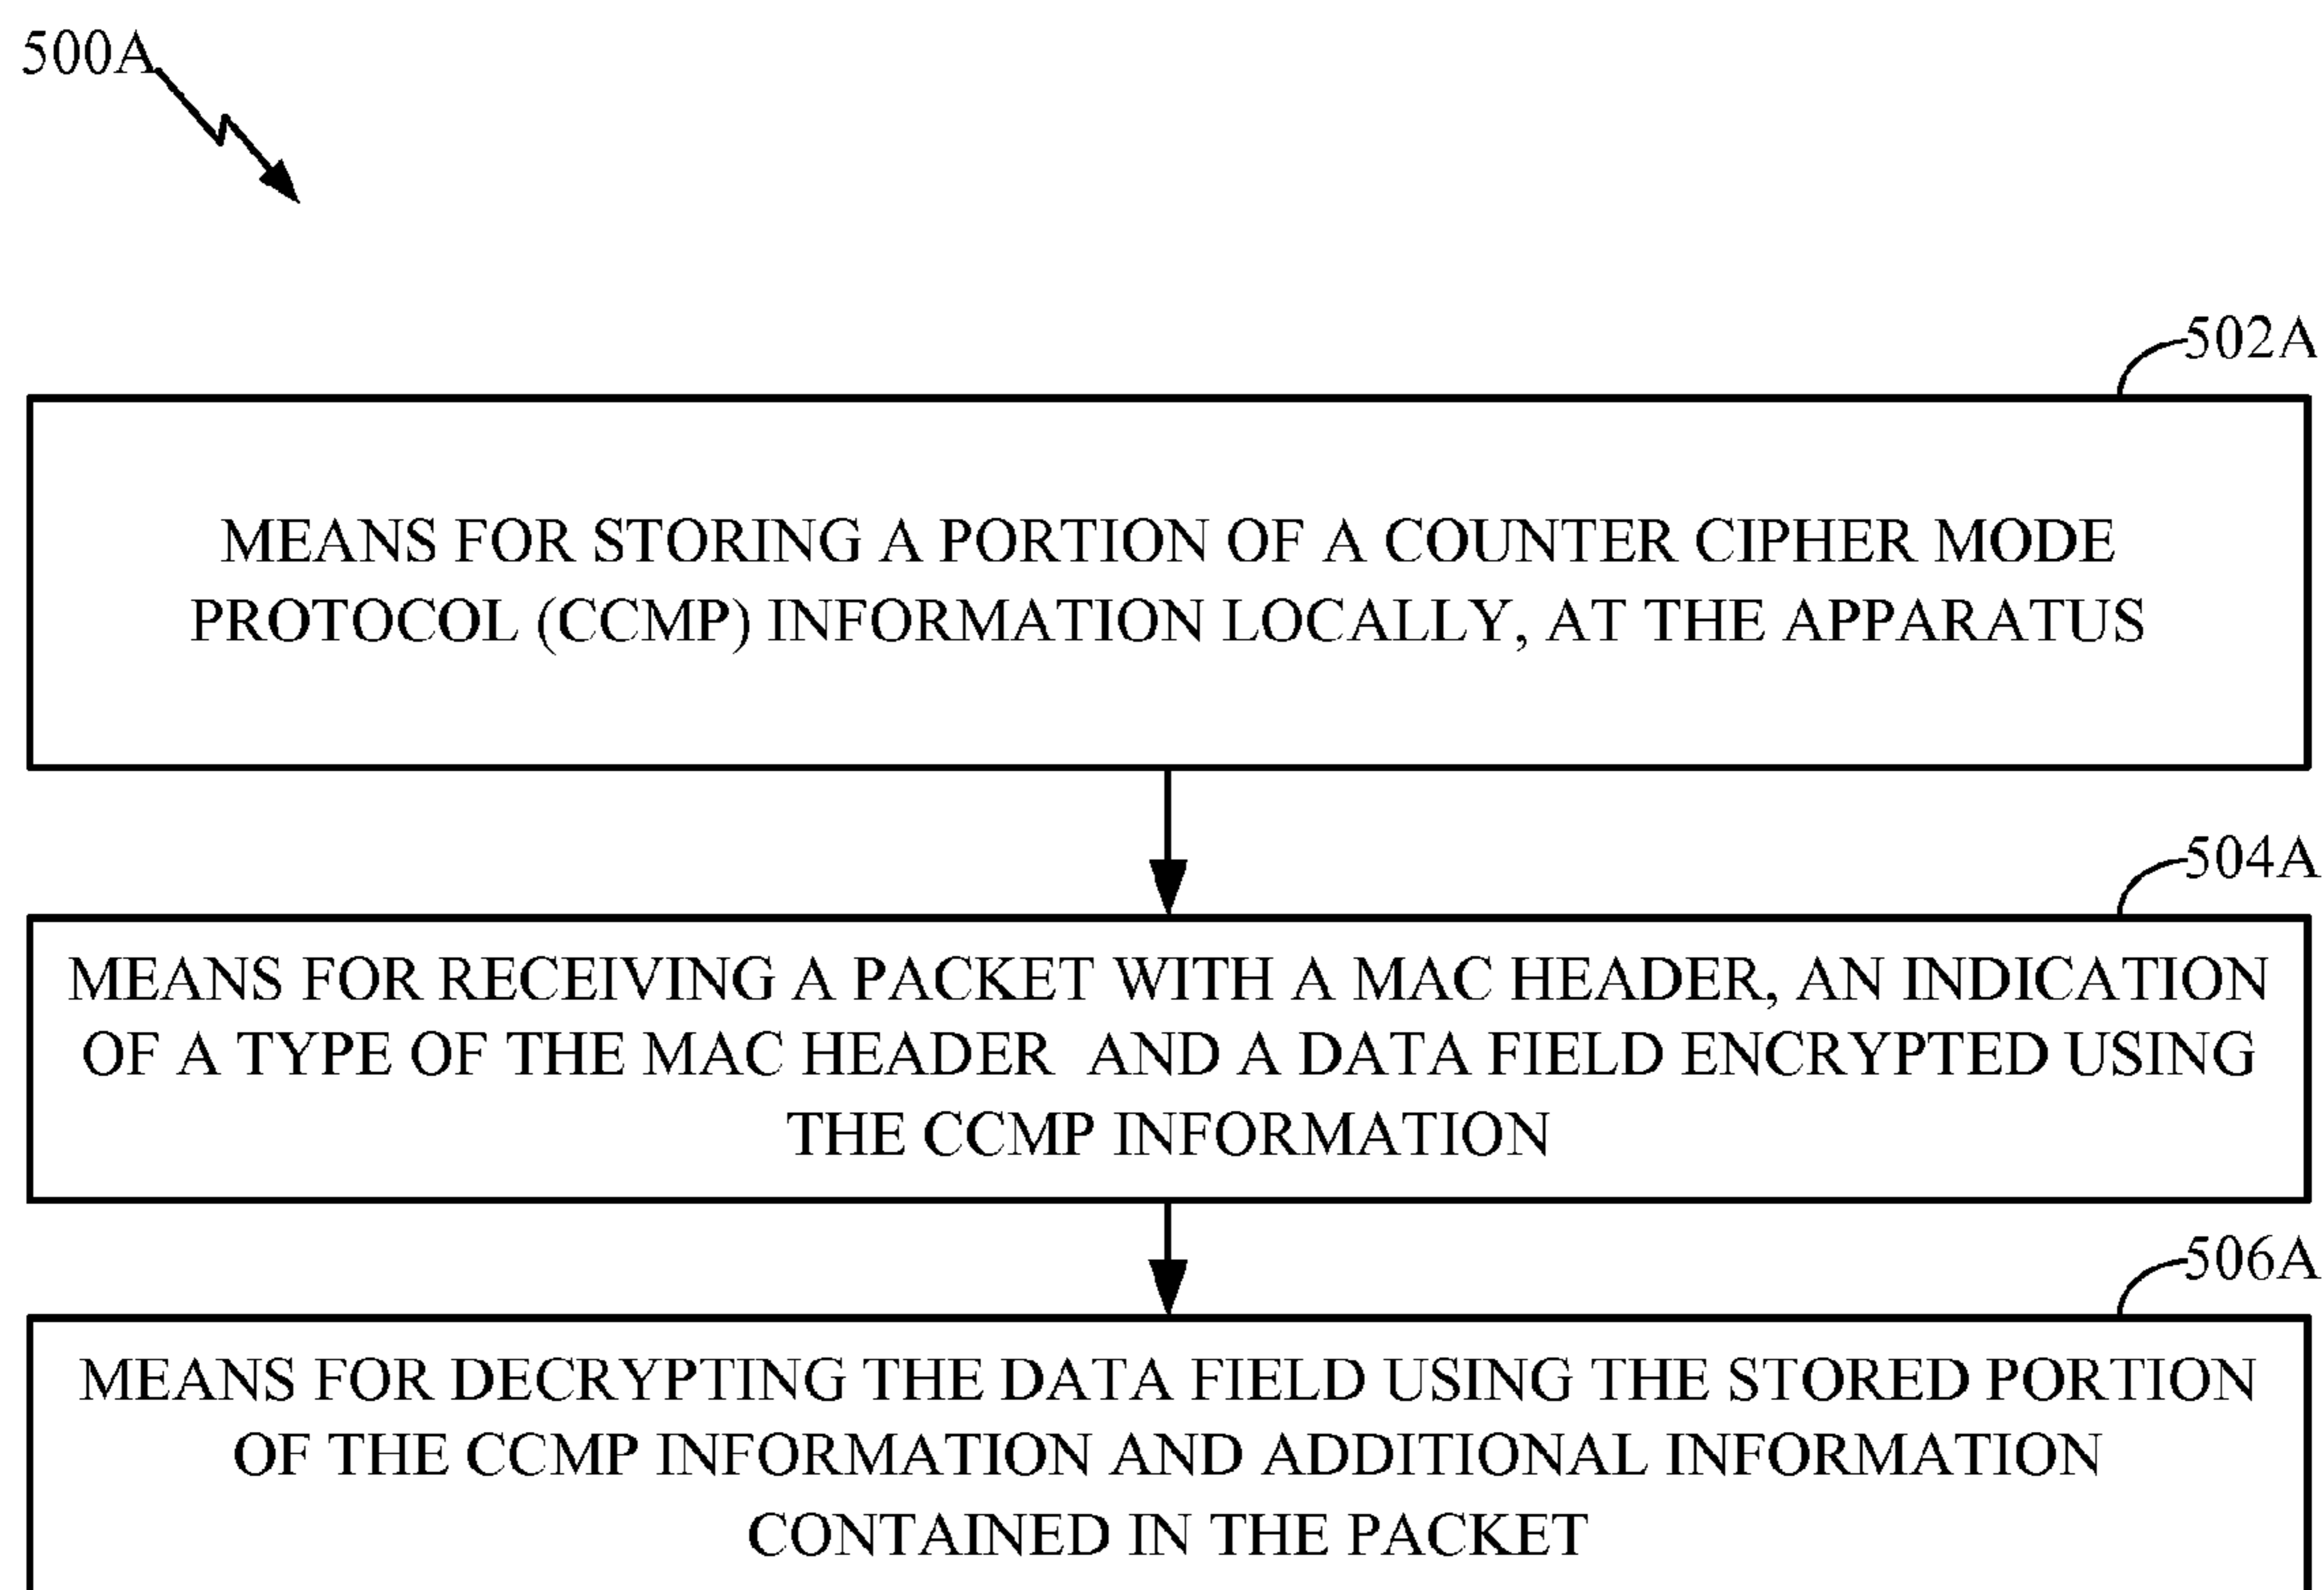 500A
502A
MEANS FOR STORING A PORTION OF A COUNTER CIPHER MODE
PROTOCOL (CCMP) INFORMATION LOCALLY, AT THE APPARATUS
504A
MEANS FOR RECEIVING A PACKET WITH A MAC HEADER, AN INDICATION
OF A TYPE OF THE MAC HEADER AND A DATA FIELD ENCRYPTED USING
THE CCMP INFORMATION
506A
MEANS FOR DECRYPTING THE DATA FIELD USING THE STORED PORTION
OF THE CCMP INFORMATION AND ADDITIONAL INFORMATION
CONTAINED IN THE PACKET